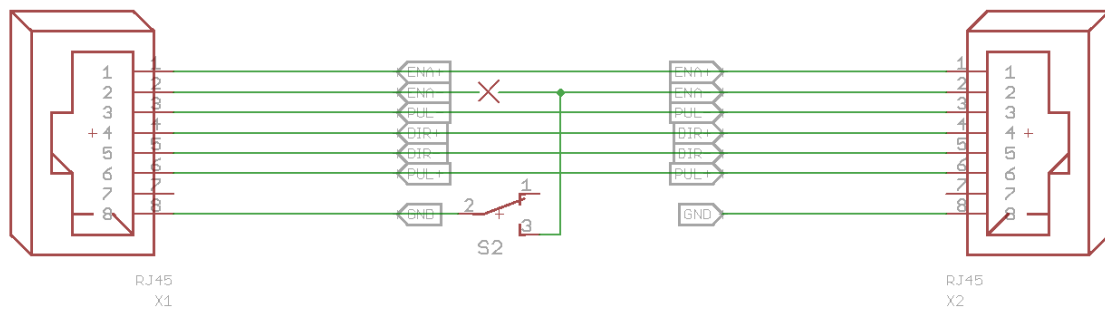 1 1 ENA+ ENA+ 1 1
2 2 ENA- ENA- 2 2
3 3 PUL- PUL- 3 3
4 4 DIR+ DIR+ 4 4
5 5 DIR- DIR- 5 5
6 6 PUL+ PUL+ 6 6
7 7 1 7 7
8 8 GND 2 GND 8 8
3
S2
RJ45 RJ45
X1 X2